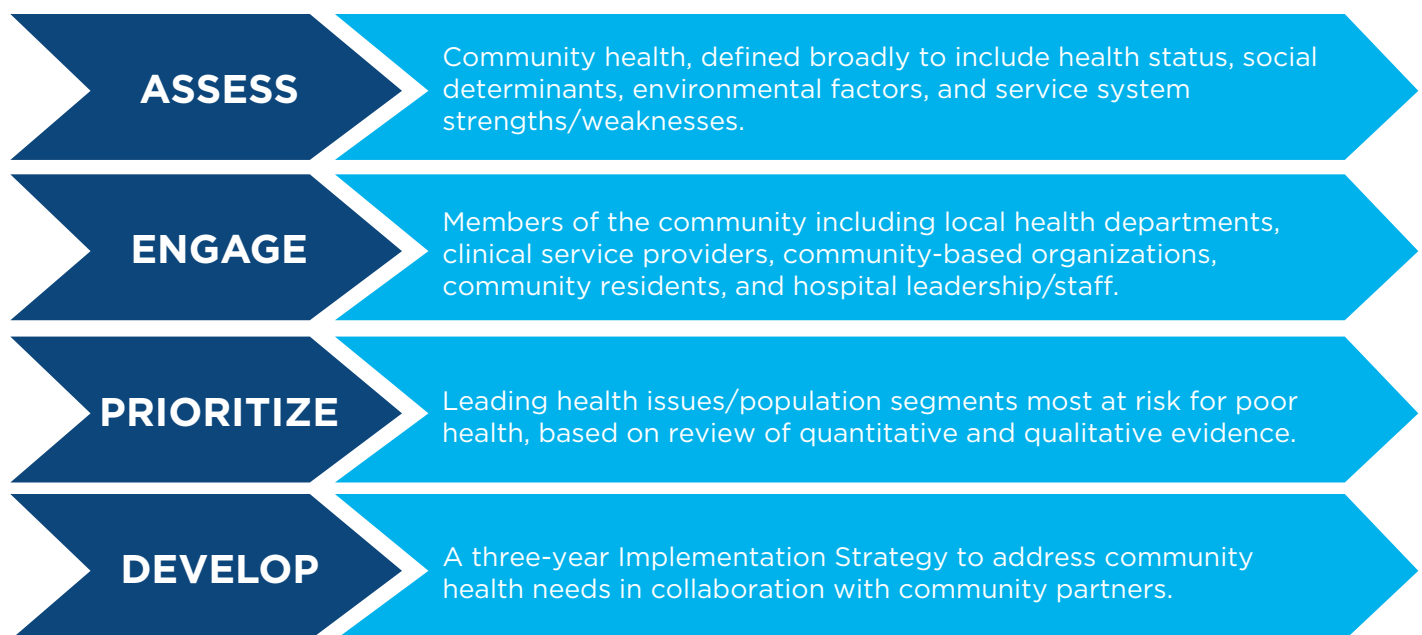 ASSESS
Community health, defined broadly to include health status, social
determinants, environmental factors, and service system
strengths/weaknesses.
ENGAGE
Members of the community including local health departments,
clinical service providers, community-based organizations,
community residents, and hospital leadership/staff.
PRIORITIZE
Leading health issues/population segments most at risk for poor
health, based on review of quantitative and qualitative evidence.
DEVELOP
A three-year Implementation Strategy to address community
health needs in collaboration with community partners.